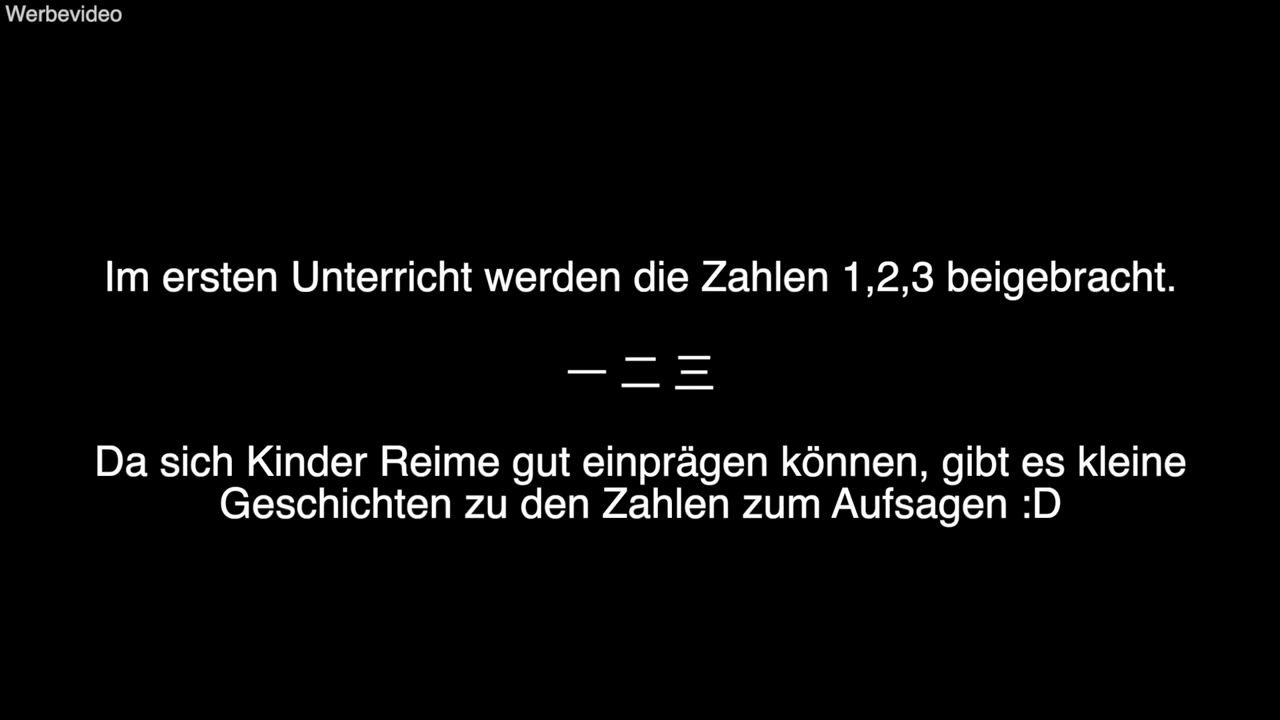 Werbevideo
Im ersten Unterricht werden die Zahlen 1,2,3 beigebracht.
一 二 三
Da sich Kinder Reime gut einprägen können, gibt es kleine
Geschichten zu den Zahlen zum Aufsagen :D